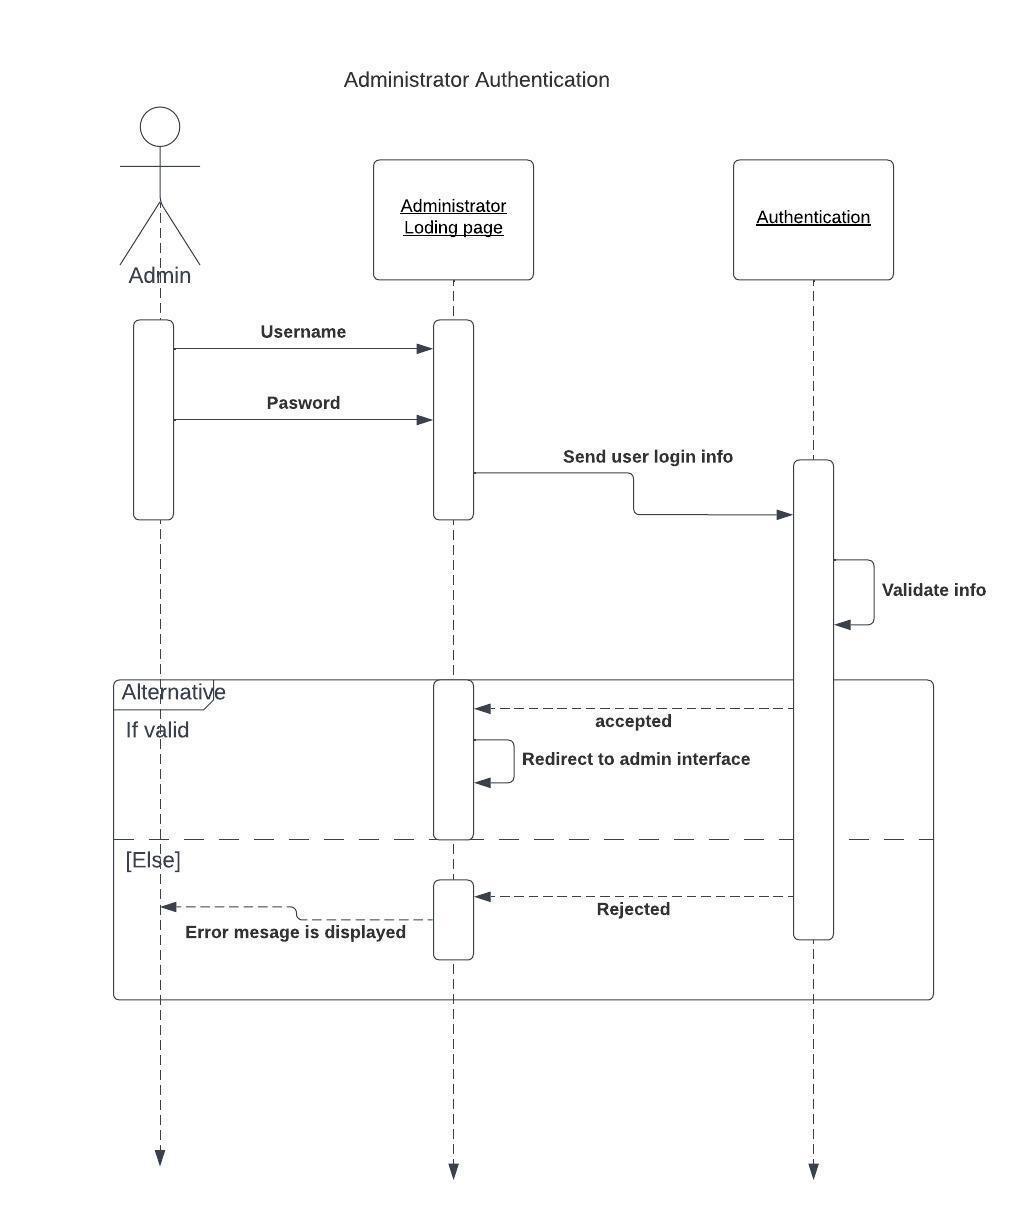 Administrator Authentication
Administrator
Loding page
Authentication
Admin
Username
Pasword
Send user login info
Validate info
Alternative
If valid
accepted
Redirect to admin interface
[Else]
Rejected
Error mesage is displayed